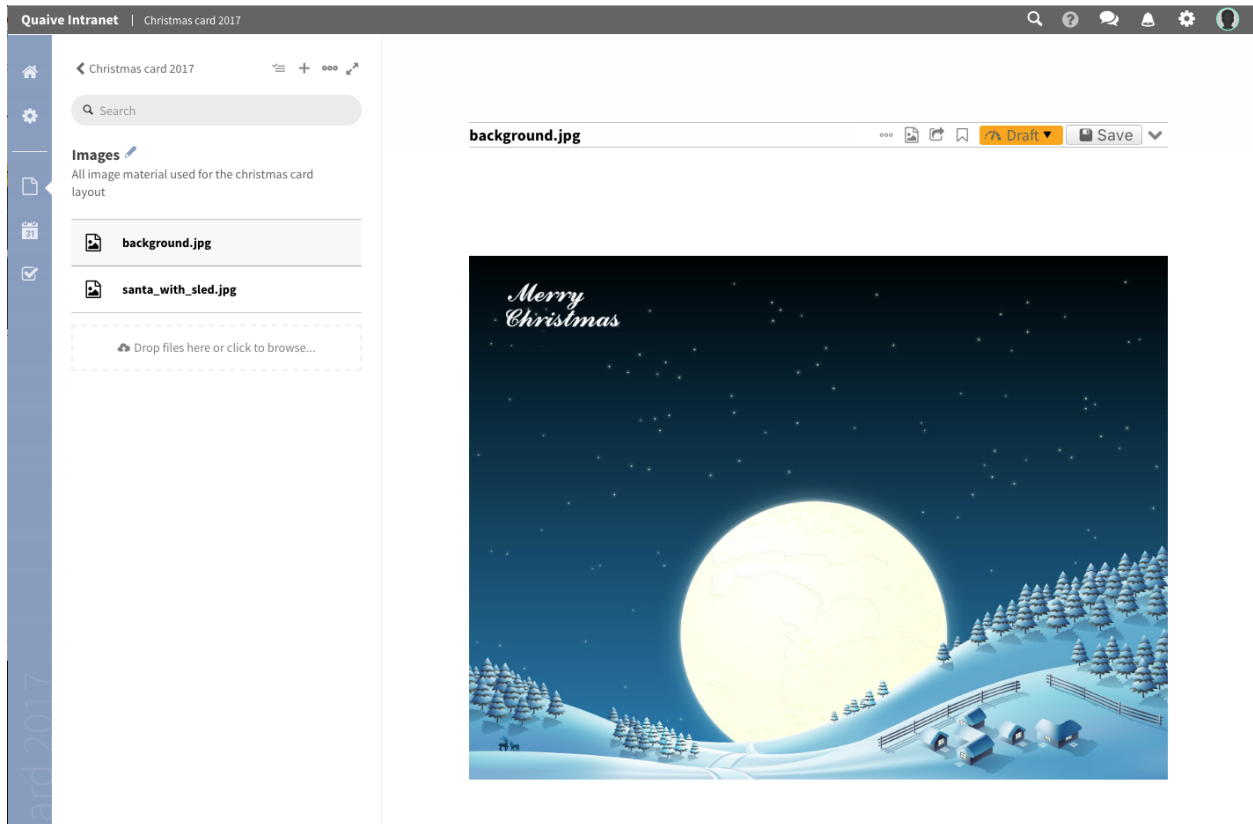 Quaive Intranet | Christmas card 2017
Christmas card 2017
Search
Images
All image material used for the christmas card
layout
background.jpg
santa_with_sled.jpg
Drop files here or click to browse...
31
ard 2017
background.jpg
Draft
Save
Merry
Christmas